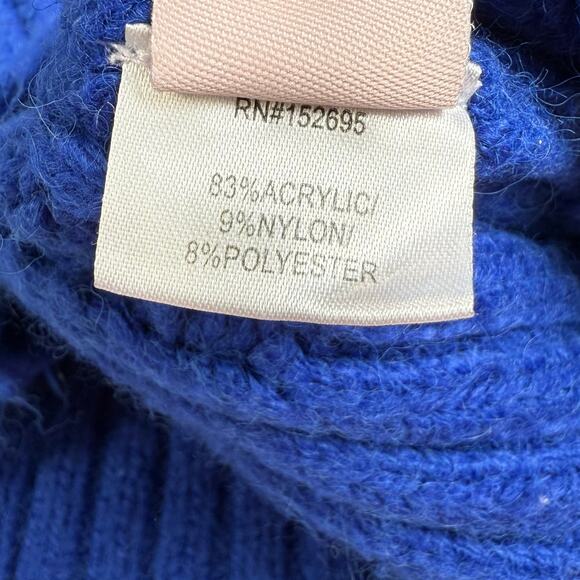 RN#152695
83%ACRYLIC/
9%NYLON/
8%POLYESTER